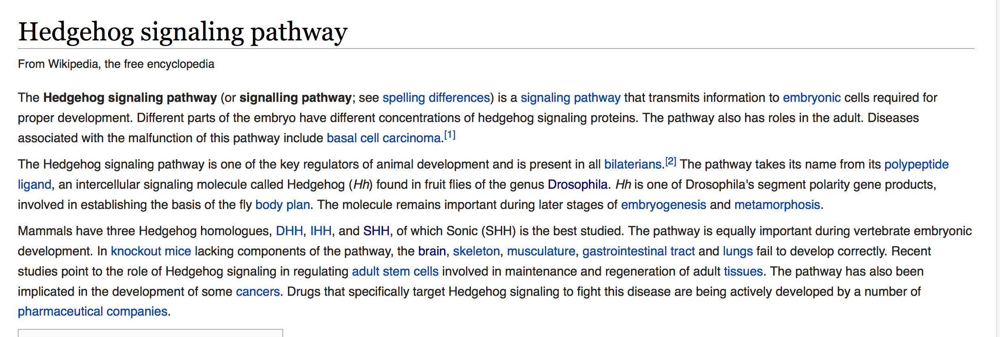 Hedgehog signaling pathway
From Wikipedia, the free encyclopedia
The Hedgehog signaling pathway (or signalling pathway; see spelling differences) is a signaling pathway that transmits information to embryonic cells required for
proper development. Different parts of the embryo have different concentrations of hedgehog signaling proteins. The pathway also has roles in the adult. Diseases
associated with the malfunction of this pathway include basal cell carcinoma.[1]
The Hedgehog signaling pathway is one of the key regulators of animal development and is present in all bilaterians.[2] The pathway takes its name from its polypeptide
ligand, an intercellular signaling molecule called Hedgehog (Hh) found in fruit flies of the genus Drosophila. Hh is one of Drosophila's segment polarity gene products,
involved in establishing the basis of the fly body plan. The molecule remains important during later stages of embryogenesis and metamorphosis.
Mammals have three Hedgehog homologues, DHH, IHH, and SHH, of which Sonic (SHH) is the best studied. The pathway is equally important during vertebrate embryonic
development. In knockout mice lacking components of the pathway, the brain, skeleton, musculature, gastrointestinal tract and lungs fail to develop correctly. Recent
studies point to the role of Hedgehog signaling in regulating adult stem cells involved in maintenance and regeneration of adult tissues. The pathway has also been
implicated in the development of some cancers. Drugs that specifically target Hedgehog signaling to fight this disease are being actively developed by a number of
pharmaceutical companies.